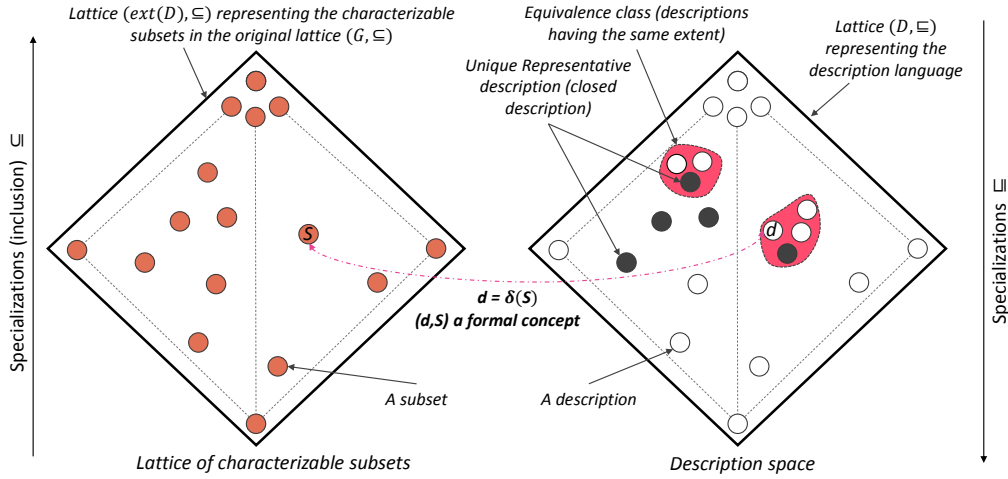 Lattice (ext(D), ⊆) representing the characterizable
subsets in the original lattice (G, ⊆)
Equivalence class (descriptions
having the same extent)
Unique Representative
description (closed
description)
Lattice (D, ⊑)
representing the
description language
Specializations (inclusion) ⊆
Specializations ⊑
S
d
d = δ(S)
(d,S) a formal concept
A subset
A description
Lattice of characterizable subsets
Description space